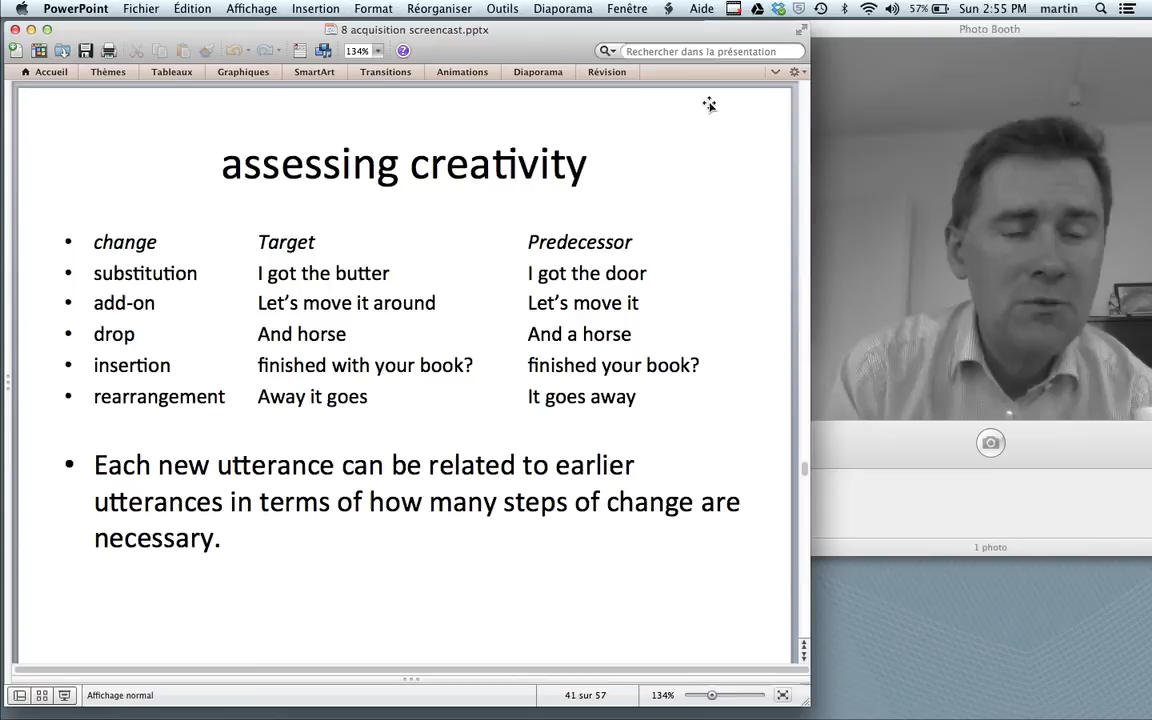 PowerPoint Fichier Édition Affichage Insertion Format Réorganiser Outils Diaporama Fenêtre Aide 57% Sun 2:55 PM martin
8 acquisition screencast.pptx
Photo Booth
134% Rechercher dans la présentation
Accueil Thèmes Tableaux Graphiques SmartArt Transitions Animations Diaporama Révision
assessing creativity
• change Target Predecessor
• substitution I got the butter I got the door
• add-on Let’s move it around Let’s move it
• drop And horse And a horse
• insertion finished with your book? finished your book?
• rearrangement Away it goes It goes away
• Each new utterance can be related to earlier
utterances in terms of how many steps of change are
necessary.
1 photo
Affichage normal 41 sur 57 134%